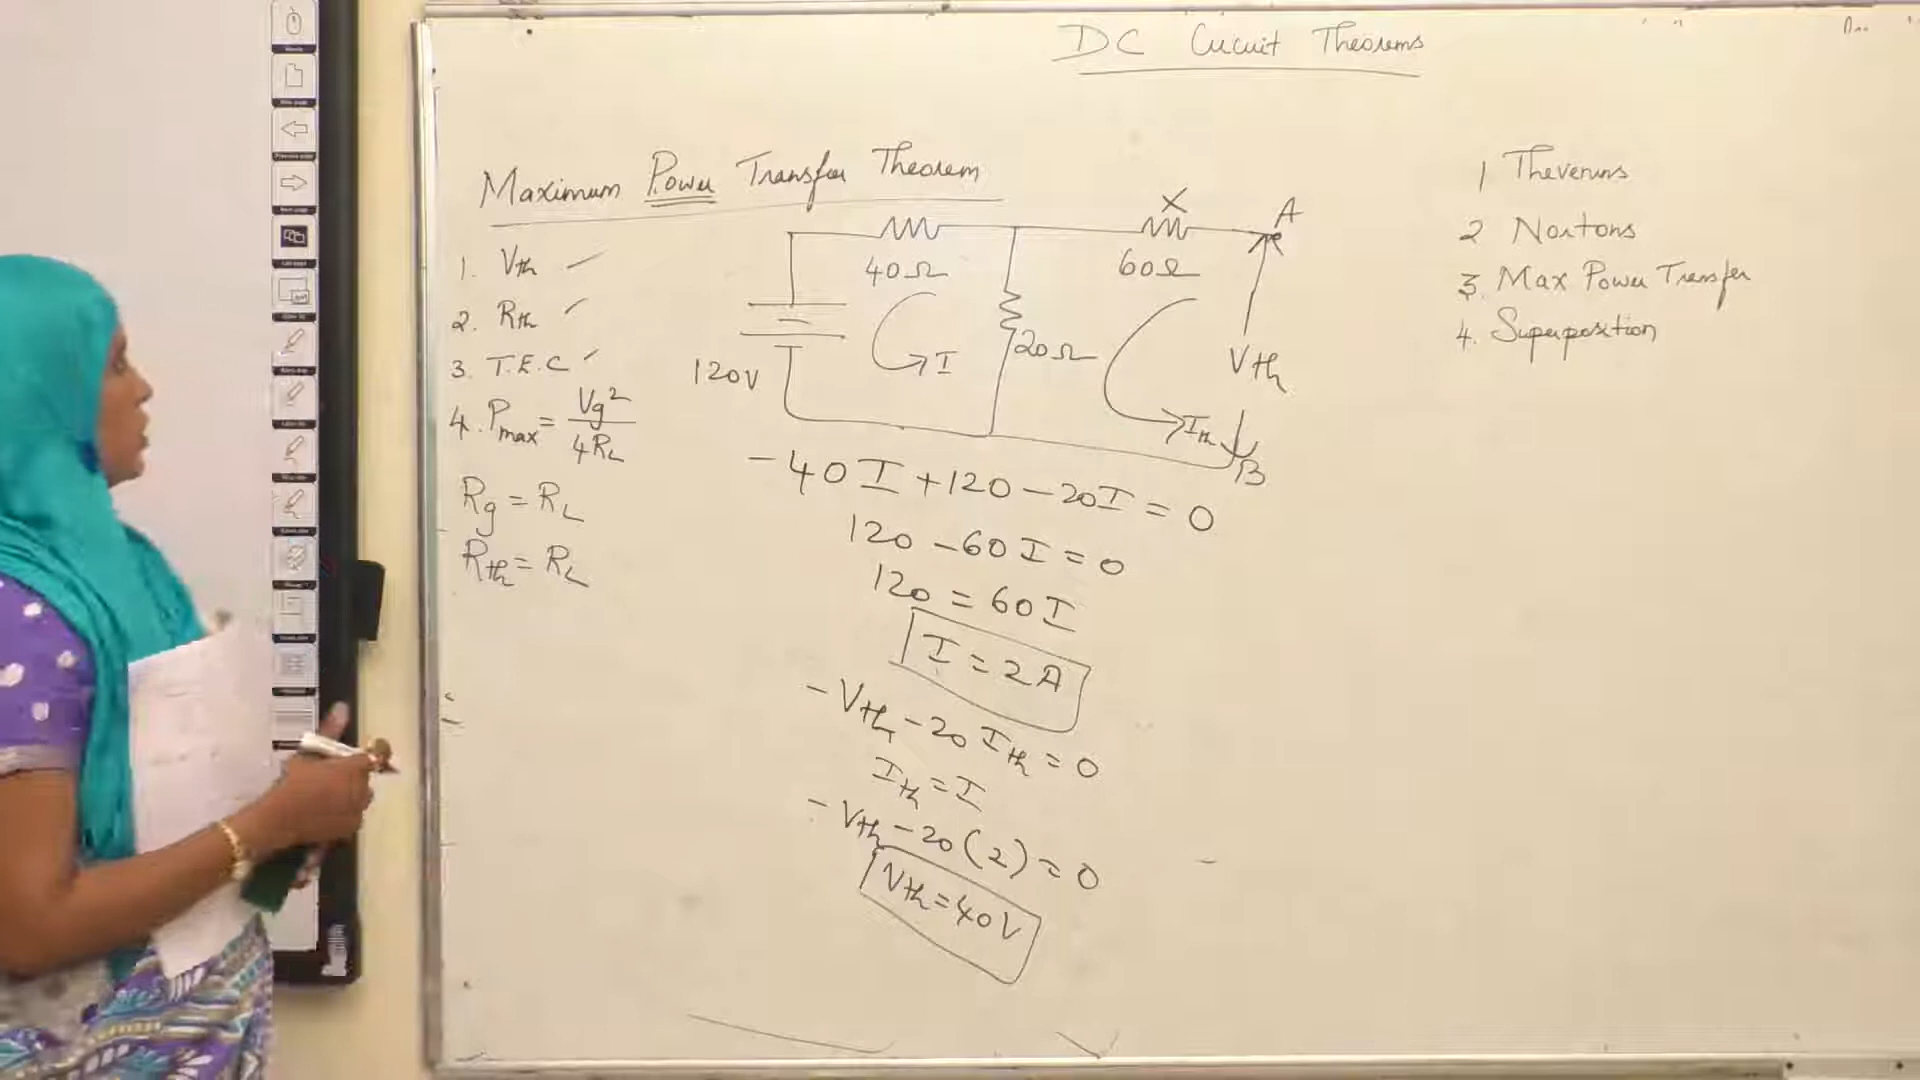 DC Circuit Theorems
Maximum Power Transfer Theorem
1. Vth
2. Rth
3. T.E.C
4. Pmax = Vg² / 4RL
Rg = RL
Rth = RL
40Ω
X
60Ω
A
120V
I
20Ω
Vth
Ith
B
-40I + 120 - 20I = 0
120 - 60I = 0
120 = 60I
I = 2A
- Vth - 20 Ith = 0
Ith = I
- Vth - 20(2) = 0
Vth = 40V
1 Thevenins
2 Nortons
3. Max Power Transfer
4. Superposition